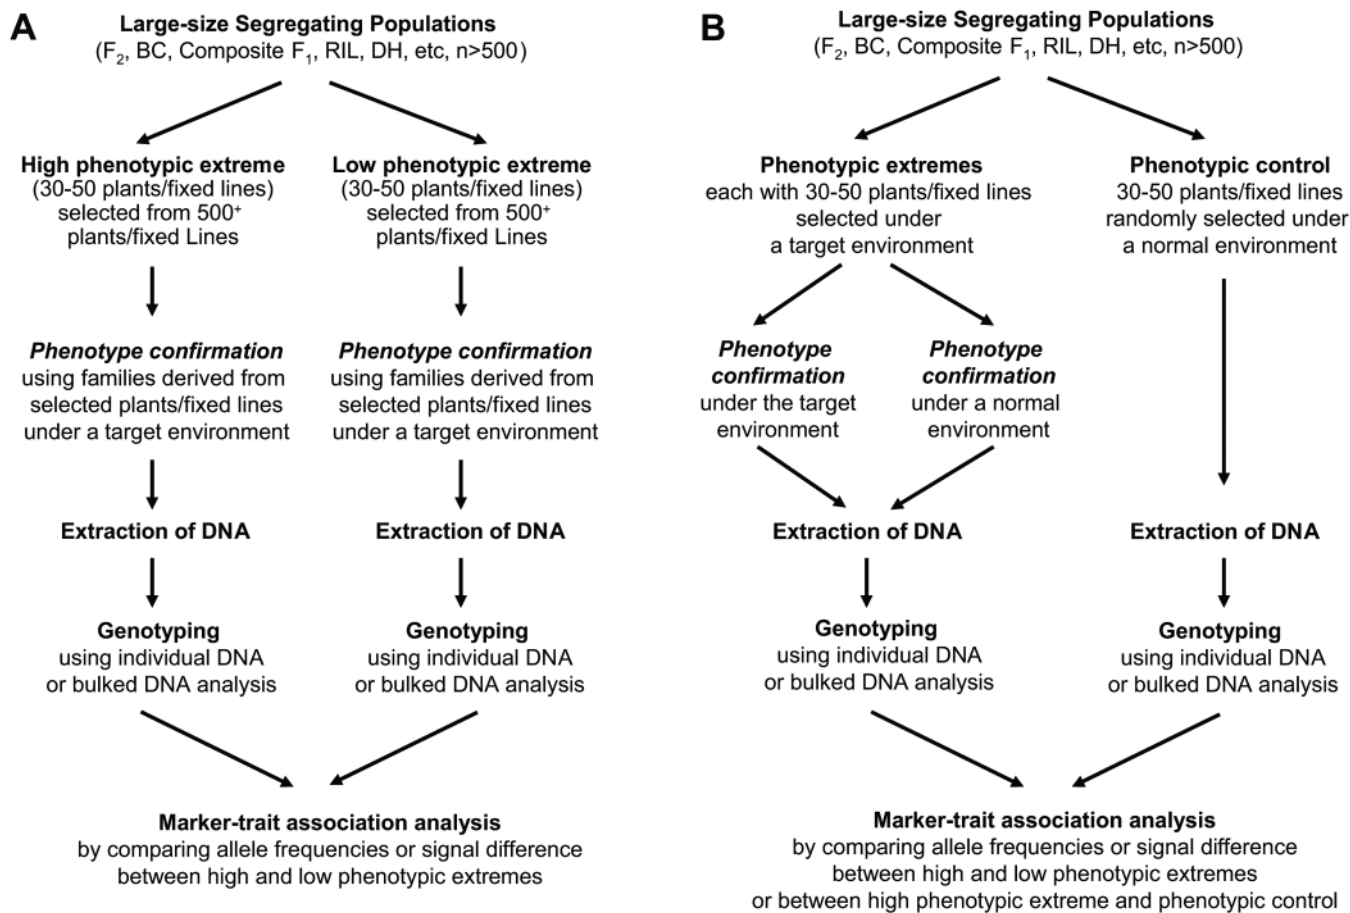 A
Large-size Segregating Populations
(F₂, BC, Composite F₁, RIL, DH, etc, n>500)
High phenotypic extreme
(30-50 plants/fixed lines)
selected from 500⁺
plants/fixed Lines
Low phenotypic extreme
(30-50 plants/fixed lines)
selected from 500⁺
plants/fixed Lines
Phenotype confirmation
using families derived from
selected plants/fixed lines
under a target environment
Phenotype confirmation
using families derived from
selected plants/fixed lines
under a target environment
Extraction of DNA
Extraction of DNA
Genotyping
using individual DNA
or bulked DNA analysis
Genotyping
using individual DNA
or bulked DNA analysis
Marker-trait association analysis
by comparing allele frequencies or signal difference
between high and low phenotypic extremes
B
Large-size Segregating Populations
(F₂, BC, Composite F₁, RIL, DH, etc, n>500)
Phenotypic extremes
each with 30-50 plants/fixed lines
selected under
a target environment
Phenotypic control
30-50 plants/fixed lines
randomly selected under
a normal environment
Phenotype
confirmation
under the target
environment
Phenotype
confirmation
under a normal
environment
Extraction of DNA
Extraction of DNA
Genotyping
using individual DNA
or bulked DNA analysis
Genotyping
using individual DNA
or bulked DNA analysis
Marker-trait association analysis
by comparing allele frequencies or signal difference
between high and low phenotypic extremes
or between high phenotypic extreme and phenotypic control